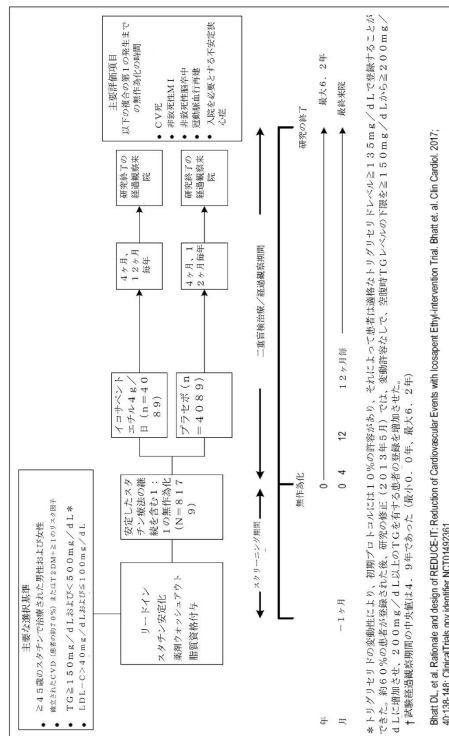 主要な選択基準
● ≧45歳のスタチンで治療された男性および女性
● 確立されたCVD(患者の約70%)またはT2DM+≧1のリスク因子
● TG≧150mg/dLおよび<500mg/dL*
● LDL-C>40mg/dLおよび≦100mg/dL
リードイン
スタチン安定化
薬剤ウォッシュアウト
脂質資格付与
安定したスタ
チン療法の継
続を含む1:
1の無作為化
(N=817
9)
イコサペント
エチル4g/
日(n=40
89)
プラセボ(n
=4089)
4ヶ月、
12ヶ月
毎年
4ヶ月、1
2ヶ月毎年
研究終了の
経過観察来
院
研究終了の
経過観察来
院
主要評価項目
以下の複合の第1の発生まで
の無作為化の時間
● CV死
● 非致死性MI
● 非致死性脳卒中
● 冠動脈血行再建
● 入院を必要とする不安定狭
心症
スクリーニング期間
二重盲検治療/経過観察期間
無作為化
研究の終了
年
0
最大6.2年
月
-1ヶ月
0
4
12
12ヶ月毎
最終来院
*トリグリセリドの変動性により、初期プロトコルには10%の許容があり、それによって患者は適格なトリグリセリドレベル≧135mg/dLで登録することが
できた。約60%の患者が登録された後、研究の修正(2013年5月)では、変動許容なしで、空腹時TGレベルの下限を≧150mg/dLから≧200mg/
dLに増加させ、200mg/dL以上のTGを有する患者の登録を増加させた。
†試験経過観察期間の中央値は4.9年であった(最小0.0年、最大6.2年)
Bhatt DL, et al. Rationale and design of REDUCE-IT: Reduction of Cardiovascular Events with Icosapent Ethyl-Intervention Trial. Bhatt et. al. Clin Cardiol. 2017;
40:138-148; ClinicalTrials.gov identifier NCT01492361